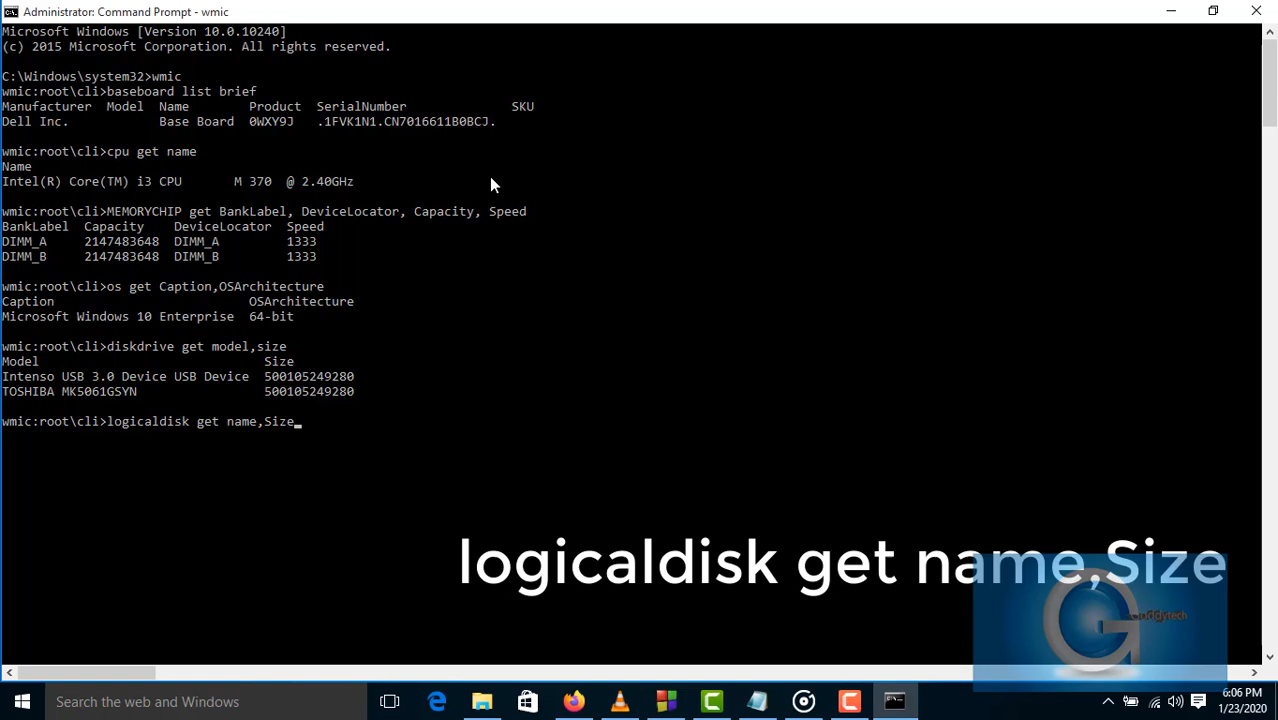 Administrator: Command Prompt - wmic
Microsoft Windows [Version 10.0.10240]
(c) 2015 Microsoft Corporation. All rights reserved.
C:\Windows\system32>wmic
wmic:root\cli>baseboard list brief
Manufacturer  Model  Name        Product  SerialNumber              SKU
Dell Inc.            Base Board  0WXY9J   .1FVK1N1.CN7016611B0BCJ.
wmic:root\cli>cpu get name
Name
Intel(R) Core(TM) i3 CPU       M 370  @ 2.40GHz
wmic:root\cli>MEMORYCHIP get BankLabel, DeviceLocator, Capacity, Speed
BankLabel  Capacity    DeviceLocator  Speed
DIMM_A     2147483648  DIMM_A         1333
DIMM_B     2147483648  DIMM_B         1333
wmic:root\cli>os get Caption,OSArchitecture
Caption                          OSArchitecture
Microsoft Windows 10 Enterprise  64-bit
wmic:root\cli>diskdrive get model,size
Model                              Size
Intenso USB 3.0 Device USB Device  500105249280
TOSHIBA MK5061GSYN                 500105249280
wmic:root\cli>logicaldisk get name,Size
logicaldisk get name,Size
Search the web and Windows
6:06 PM
1/23/2020